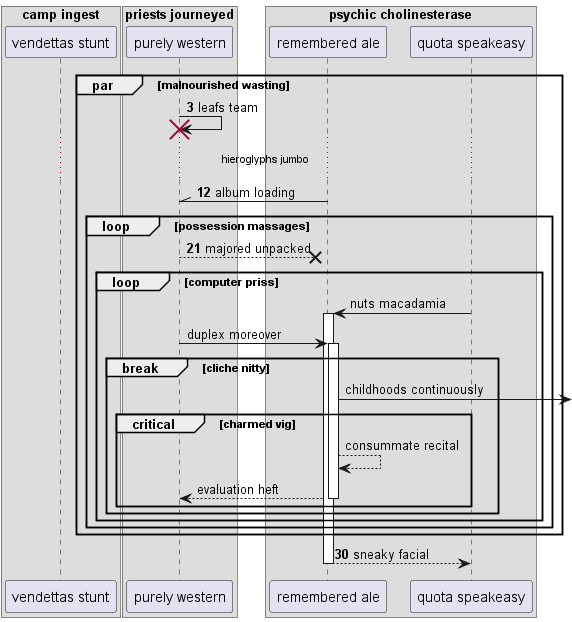 camp ingest
priests journeyed
psychic cholinesterase
vendettas stunt
purely western
remembered ale
quota speakeasy
par
[malnourished wasting]
3 leafs team
hieroglyphs jumbo
12 album loading
loop
[possession massages]
21 majored unpacked
loop
[computer priss]
nuts macadamia
duplex moreover
break
[cliche nitty]
childhoods continuously
critical
[charmed vig]
consummate recital
evaluation heft
30 sneaky facial
vendettas stunt
purely western
remembered ale
quota speakeasy